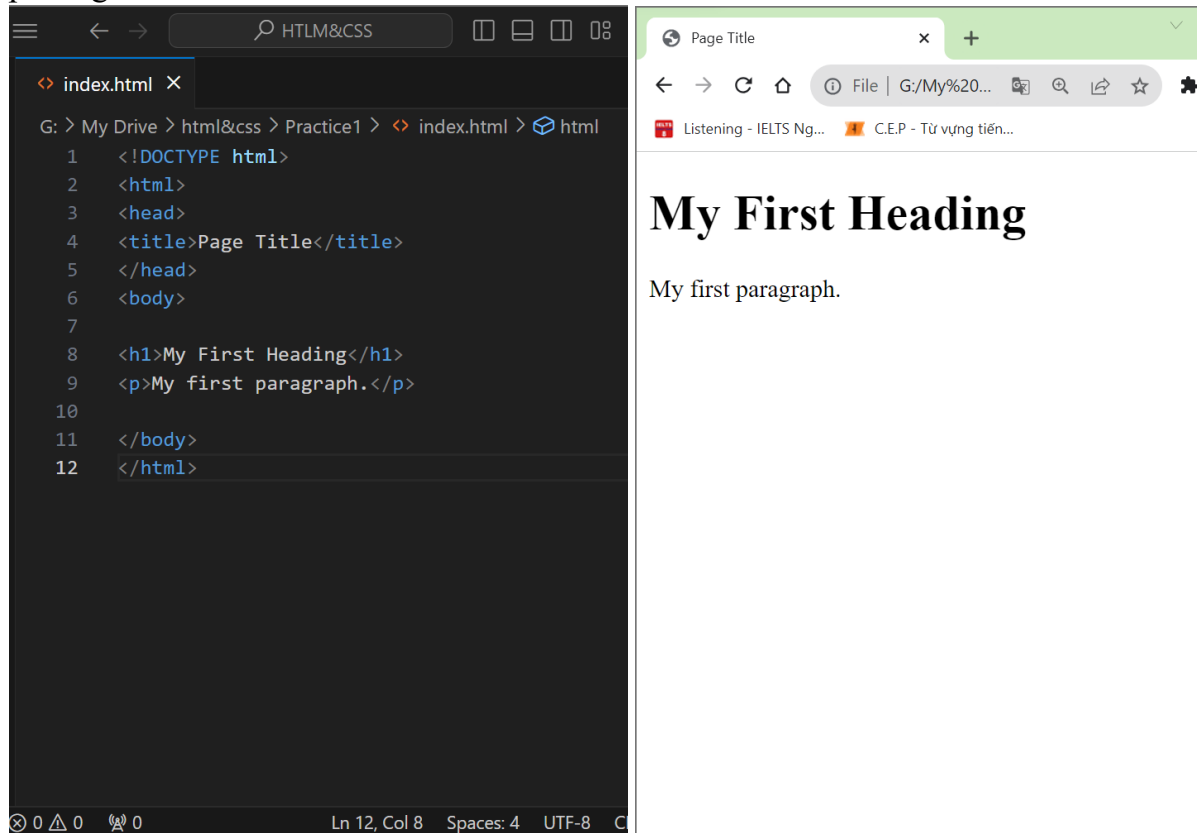 HTLM&CSS
index.html
G: > My Drive > html&css > Practice1 > index.html > html
1 <!DOCTYPE html>
2 <html>
3 <head>
4 <title>Page Title</title>
5 </head>
6 <body>
7
8 <h1>My First Heading</h1>
9 <p>My first paragraph.</p>
10
11 </body>
12 </html>
0 0 0 Ln 12, Col 8 Spaces: 4 UTF-8
Page Title
File | G:/My%20...
Listening - IELTS Ng... C.E.P - Từ vựng tiến...
My First Heading
My first paragraph.